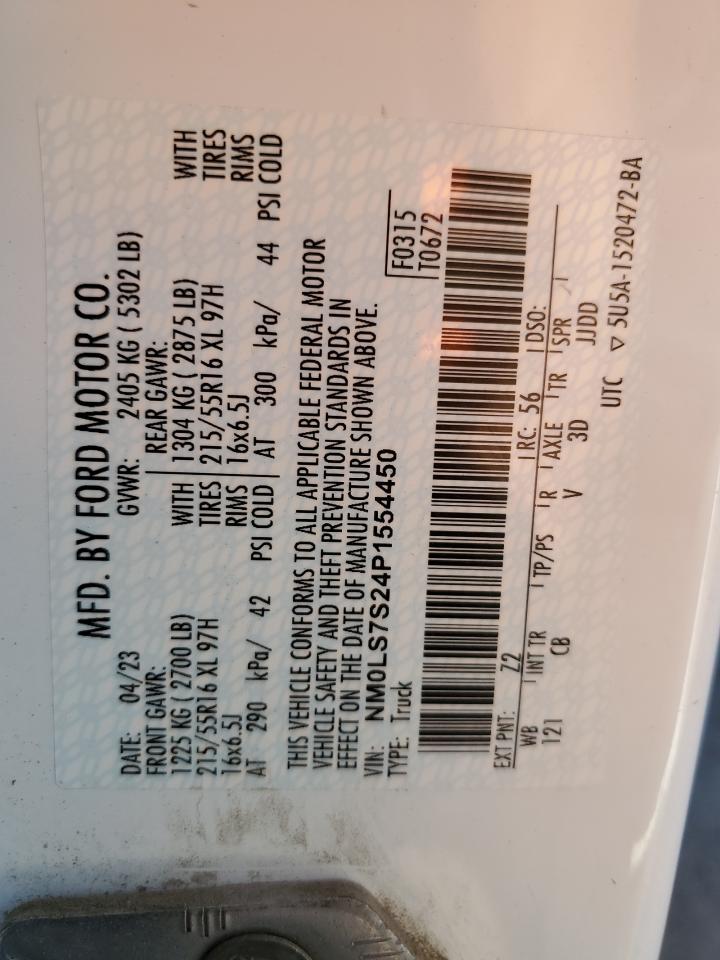 MFD. BY FORD MOTOR CO.
DATE: 04/23 GVWR: 2405 KG ( 5302 LB)
FRONT GAWR: REAR GAWR:
1225 KG ( 2700 LB) WITH 1304 KG ( 2875 LB) WITH
215/55R16 XL 97H TIRES 215/55R16 XL 97H TIRES
16x6.5J RIMS 16x6.5J RIMS
AT 290 kPa/ 42 PSI COLD AT 300 kPa/ 44 PSI COLD
THIS VEHICLE CONFORMS TO ALL APPLICABLE FEDERAL MOTOR
VEHICLE SAFETY AND THEFT PREVENTION STANDARDS IN
EFFECT ON THE DATE OF MANUFACTURE SHOWN ABOVE.
VIN: NM0LS7S24P1554450
TYPE: Truck
F0315
T0672
EXT PNT: Z2 RC: 56 DSO:
WB INT TR TP/PS R AXLE TR SPR
121 CB V 3D JJDD
UTC ▽ 5U5A-1520472-BA